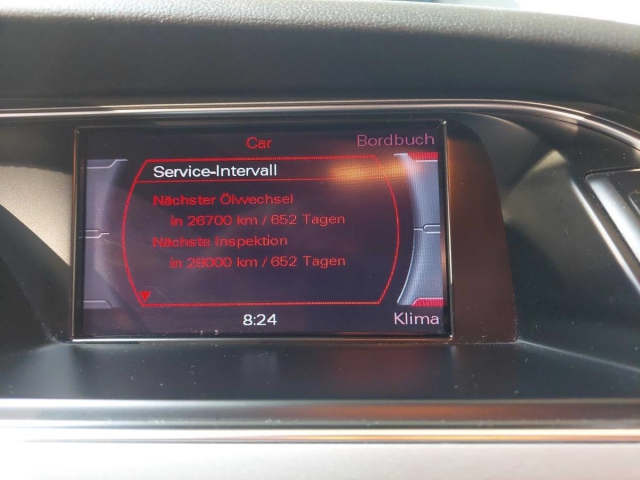 Car
Bordbuch
Service-Intervall
Nächster Ölwechsel
in 26700 km / 652 Tagen
Nächste Inspektion
in 28000 km / 652 Tagen
8:24
Klima